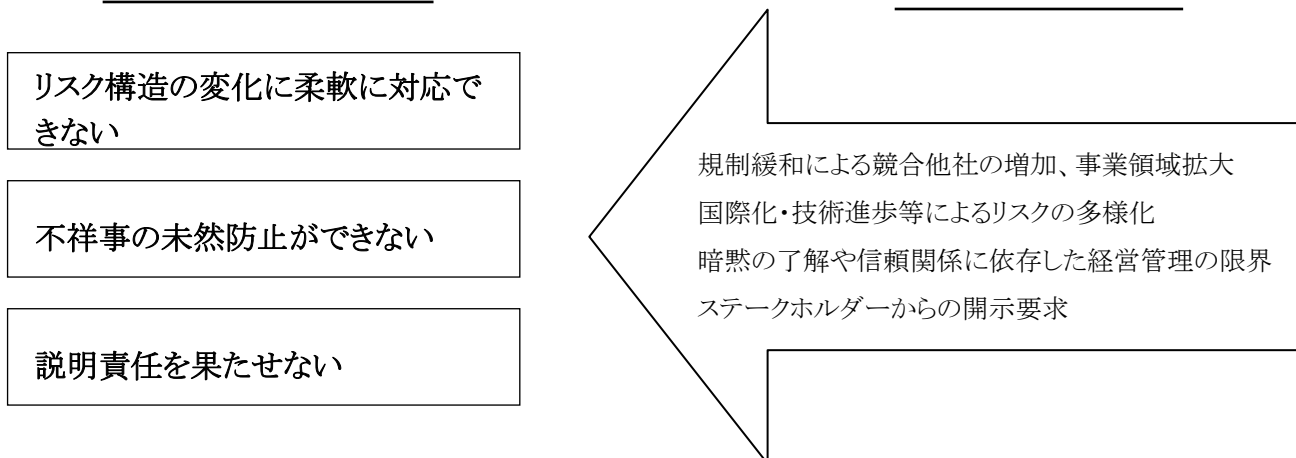 リスク構造の変化に柔軟に対応で
きない
不祥事の未然防止ができない
説明責任を果たせない
規制緩和による競合他社の増加、事業領域拡大
国際化・技術進歩等によるリスクの多様化
暗黙の了解や信頼関係に依存した経営管理の限界
ステークホルダーからの開示要求